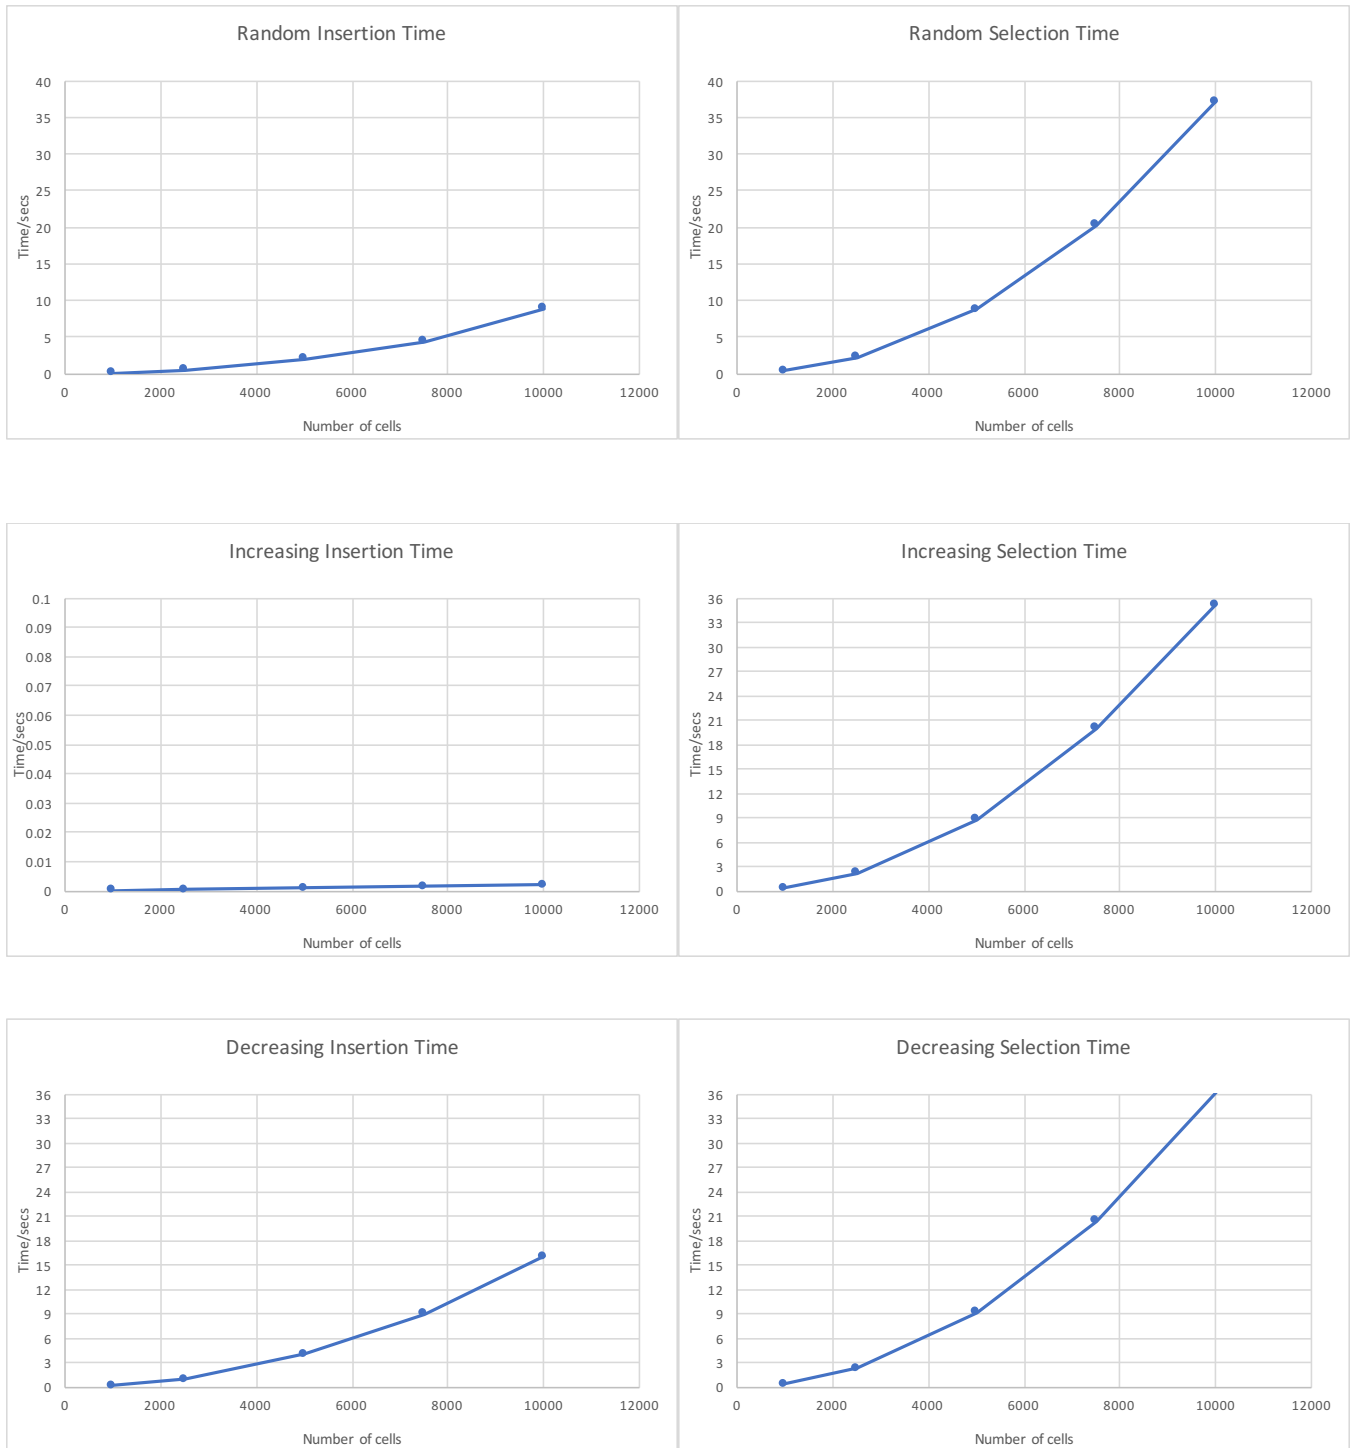 Random Insertion Time
40
35
30
25
20
15
10
5
0
Time/secs
0 2000 4000 6000 8000 10000 12000
Number of cells
Random Selection Time
40
35
30
25
20
15
10
5
0
Time/secs
0 2000 4000 6000 8000 10000 12000
Number of cells
Increasing Insertion Time
0.1
0.09
0.08
0.07
0.06
0.05
0.04
0.03
0.02
0.01
0
Time/secs
0 2000 4000 6000 8000 10000 12000
Number of cells
Increasing Selection Time
36
33
30
27
24
21
18
15
12
9
6
3
0
Time/secs
0 2000 4000 6000 8000 10000 12000
Number of cells
Decreasing Insertion Time
36
33
30
27
24
21
18
15
12
9
6
3
0
Time/secs
0 2000 4000 6000 8000 10000 12000
Number of cells
Decreasing Selection Time
36
33
30
27
24
21
18
15
12
9
6
3
0
Time/secs
0 2000 4000 6000 8000 10000 12000
Number of cells